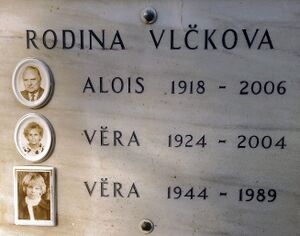 RODINA VLČKOVA
ALOIS 1918 - 2006
VĚRA 1924 - 2004
VĚRA 1944 - 1989